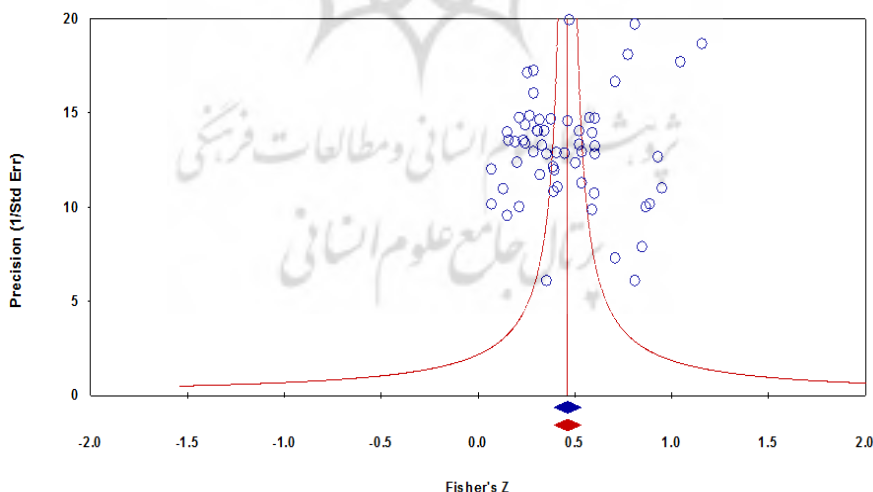 20
15
10
5
0
Precision (1/Std Err)
پژوهشگاه علوم انسانی و مطالعات فرهنگی
پرتال جامع علوم انسانی
-2.0 -1.5 -1.0 -0.5 0.0 0.5 1.0 1.5 2.0
Fisher's Z